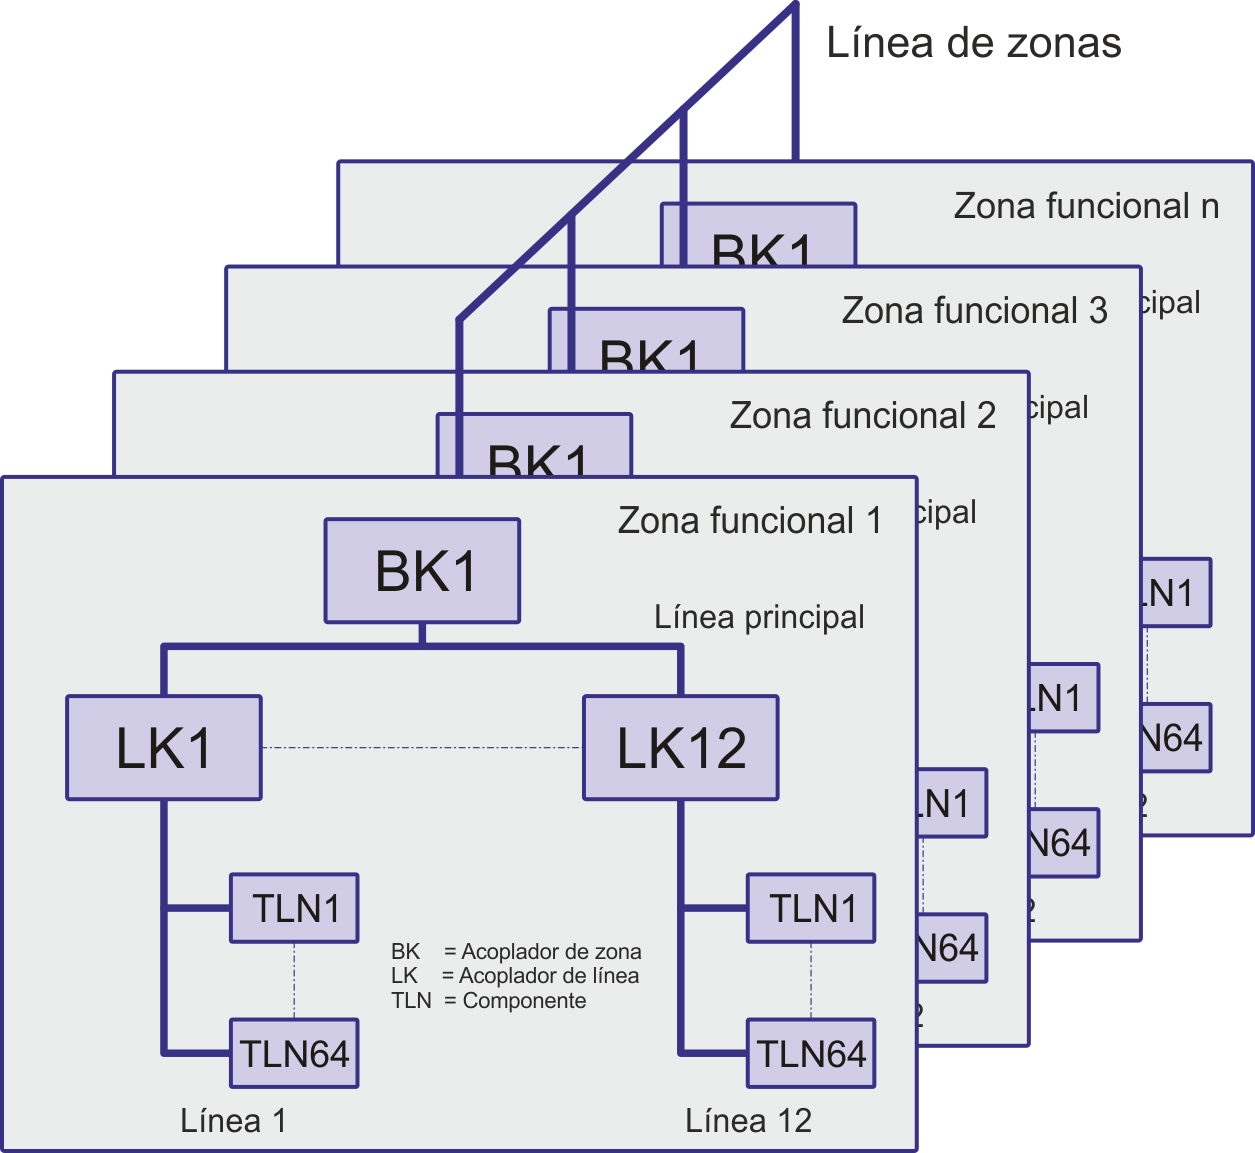 Línea de zonas
Zona funcional n
BK1
cipal
Zona funcional 3
BK1
cipal
Zona funcional 2
BK1
cipal
Zona funcional 1
BK1
Línea principal
LK1
LK12
LN1
N64
2
LN1
N64
2
LN1
N64
2
TLN1
TLN1
BK = Acoplador de zona
LK = Acoplador de línea
TLN = Componente
TLN64
TLN64
Línea 1
Línea 12